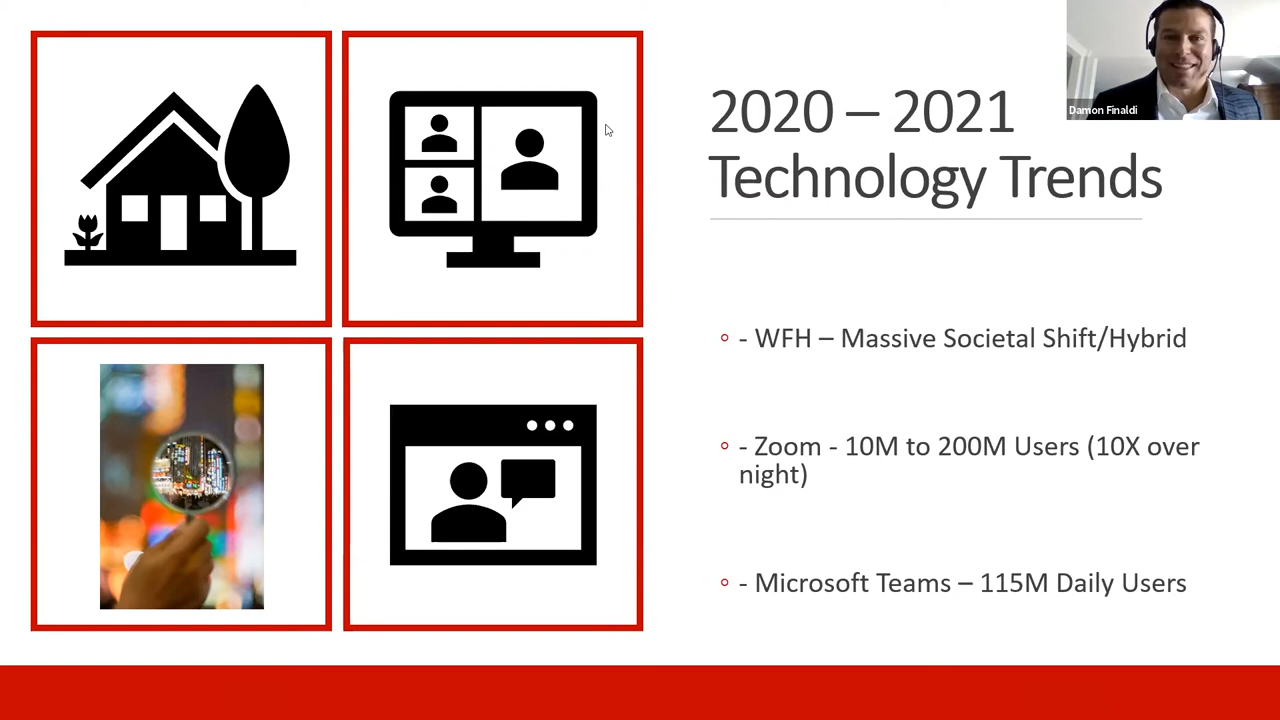 2020 – 2021
Technology Trends
- WFH – Massive Societal Shift/Hybrid
- Zoom - 10M to 200M Users (10X over
night)
- Microsoft Teams – 115M Daily Users
Damon Finaldi